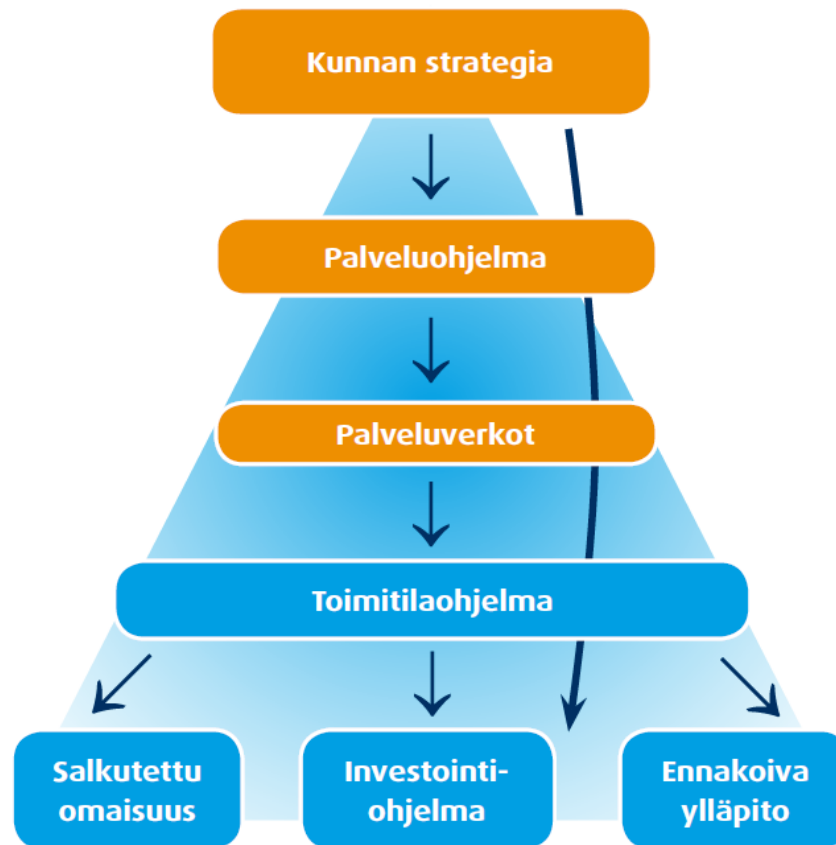 Kunnan strategia
Palveluohjelma
Palveluverkot
Toimitilaohjelma
Salkutettu
omaisuus
Investointi-
ohjelma
Ennakoiva
ylläpito